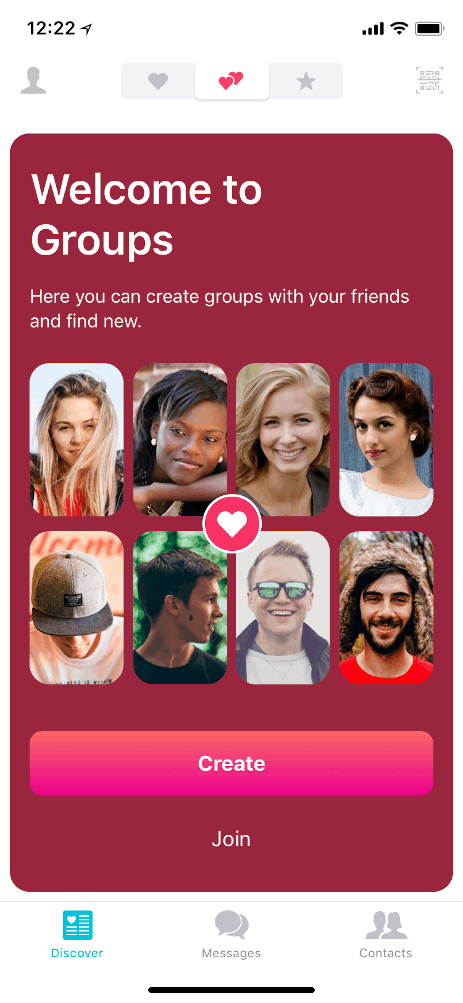 12:22
Welcome to
Groups
Here you can create groups with your friends
and find new.
Create
Join
Discover
Messages
Contacts